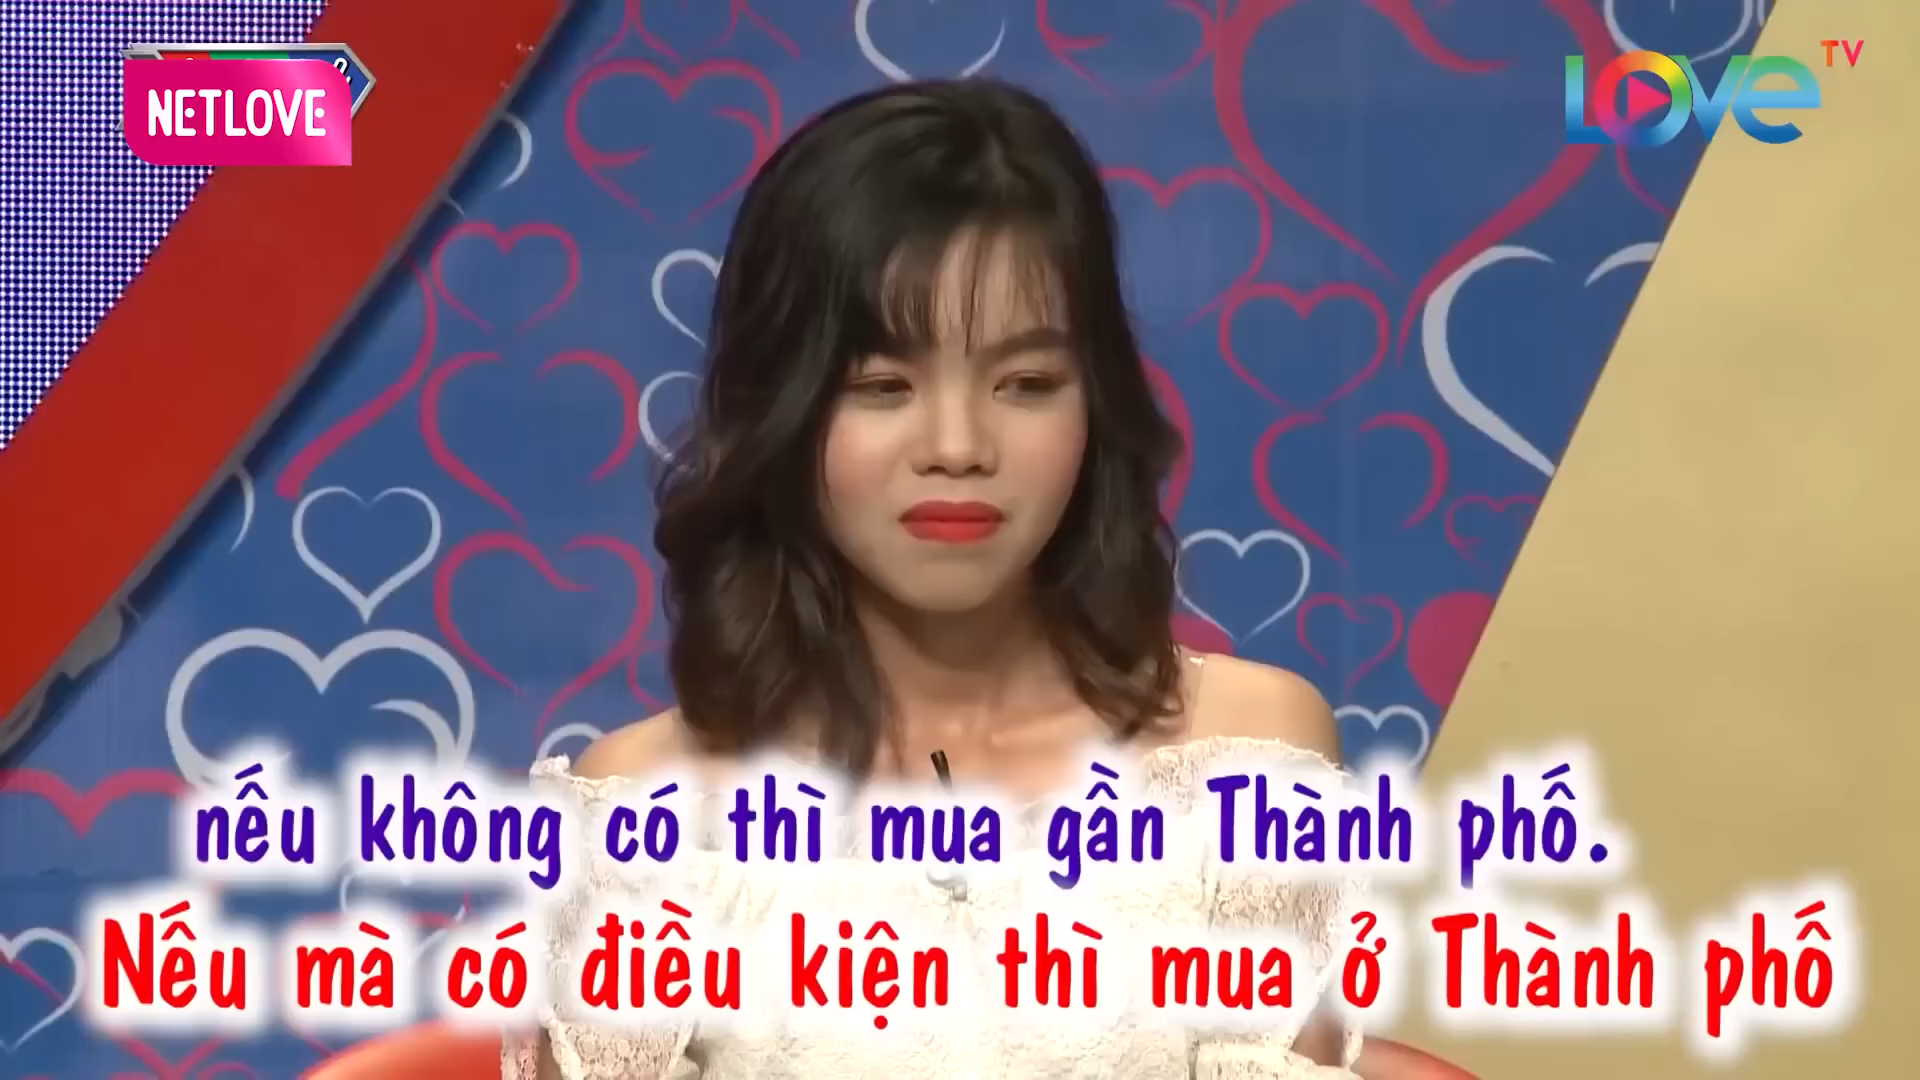 NETLOVE
LOVE TV
nếu không có thì mua gần Thành phố.
Nếu mà có điều kiện thì mua ở Thành phố